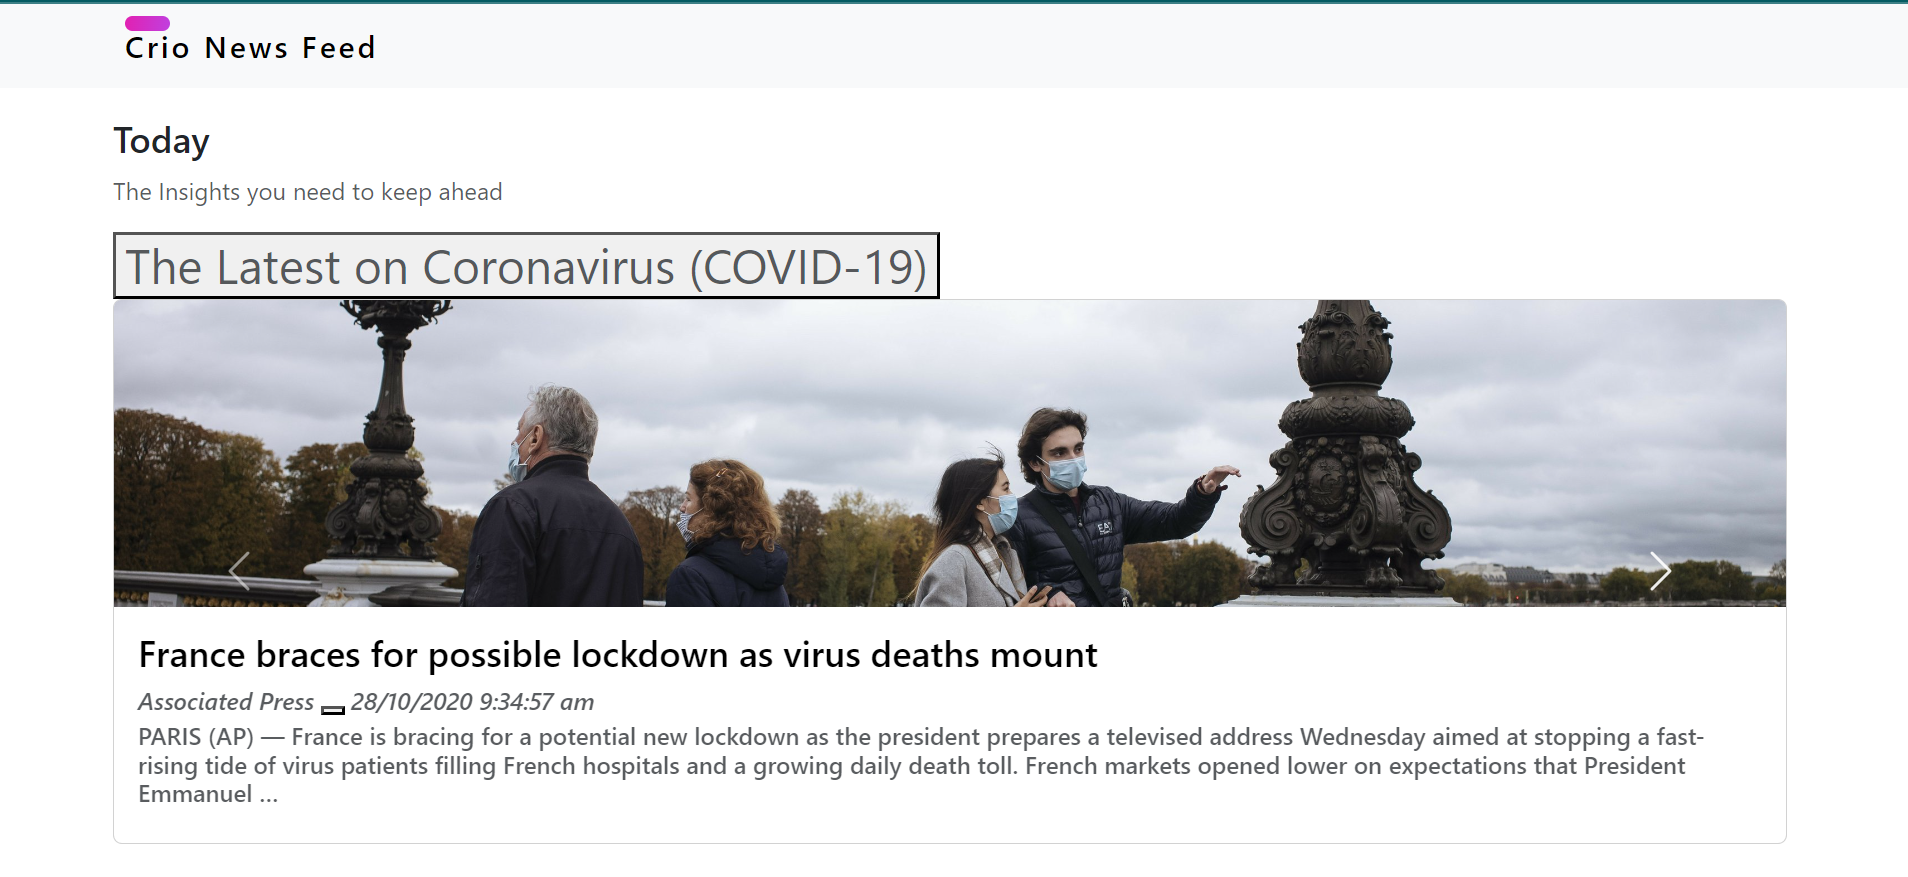 Crio News Feed
Today
The Insights you need to keep ahead
The Latest on Coronavirus (COVID-19)
EA7
France braces for possible lockdown as virus deaths mount
Associated Press 28/10/2020 9:34:57 am
PARIS (AP) — France is bracing for a potential new lockdown as the president prepares a televised address Wednesday aimed at stopping a fast-
rising tide of virus patients filling French hospitals and a growing daily death toll. French markets opened lower on expectations that President
Emmanuel ...